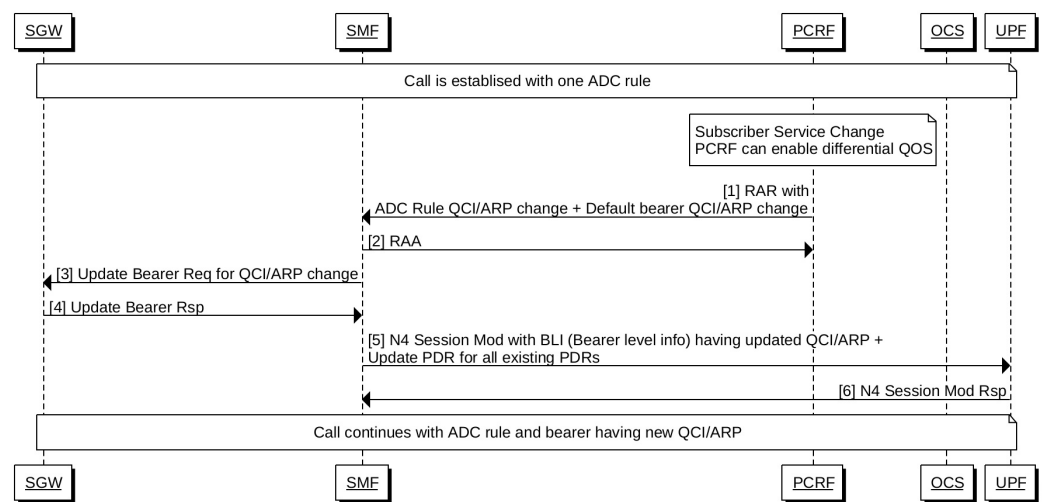 SGW SMF PCRF OCS UPF
Call is establised with one ADC rule
Subscriber Service Change
PCRF can enable differential QOS
[1] RAR with
ADC Rule QCI/ARP change + Default bearer QCI/ARP change
[2] RAA
[3] Update Bearer Req for QCI/ARP change
[4] Update Bearer Rsp
[5] N4 Session Mod with BLI (Bearer level info) having updated QCI/ARP +
Update PDR for all existing PDRs
[6] N4 Session Mod Rsp
Call continues with ADC rule and bearer having new QCI/ARP
SGW SMF PCRF OCS UPF